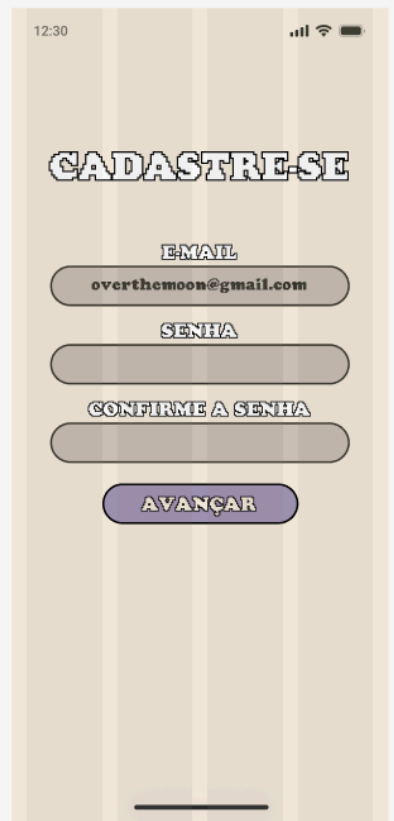 12:30
CADASTRE-SE
E-MAIL
overthemoon@gmail.com
SENHA
CONFIRME A SENHA
AVANÇAR